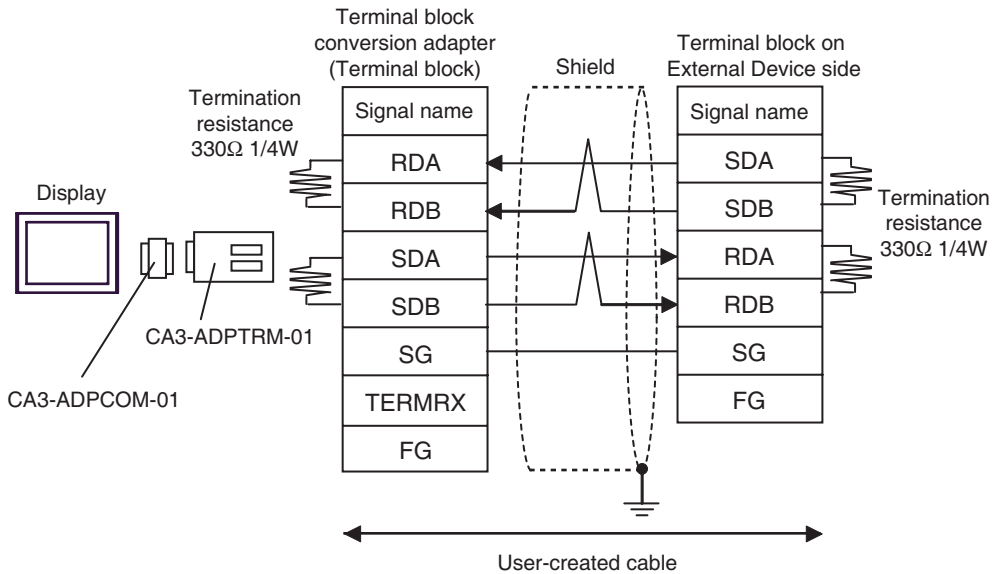 Terminal block
conversion adapter
(Terminal block)
Shield
Terminal block on
External Device side
Termination
resistance
330Ω 1/4W
Display
CA3-ADPTRM-01
CA3-ADPCOM-01
Signal name
RDA
RDB
SDA
SDB
SG
TERMRX
FG
Signal name
SDA
SDB
RDA
RDB
SG
FG
Termination
resistance
330Ω 1/4W
User-created cable